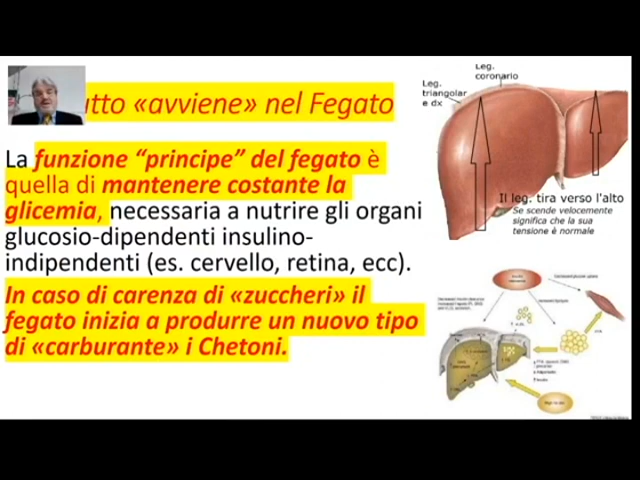 utto «avviene» nel Fegato
La funzione “principe” del fegato è
quella di mantenere costante la
glicemia, necessaria a nutrire gli organi
glucosio-dipendenti insulino-
indipendenti (es. cervello, retina, ecc).
In caso di carenza di «zuccheri» il
fegato inizia a produrre un nuovo tipo
di «carburante» i Chetoni.
Leg.
coronario
Leg.
triangolar
e dx
Il leg. tira verso l'alto
Se scende velocemente
significa che la sua
tensione è normale